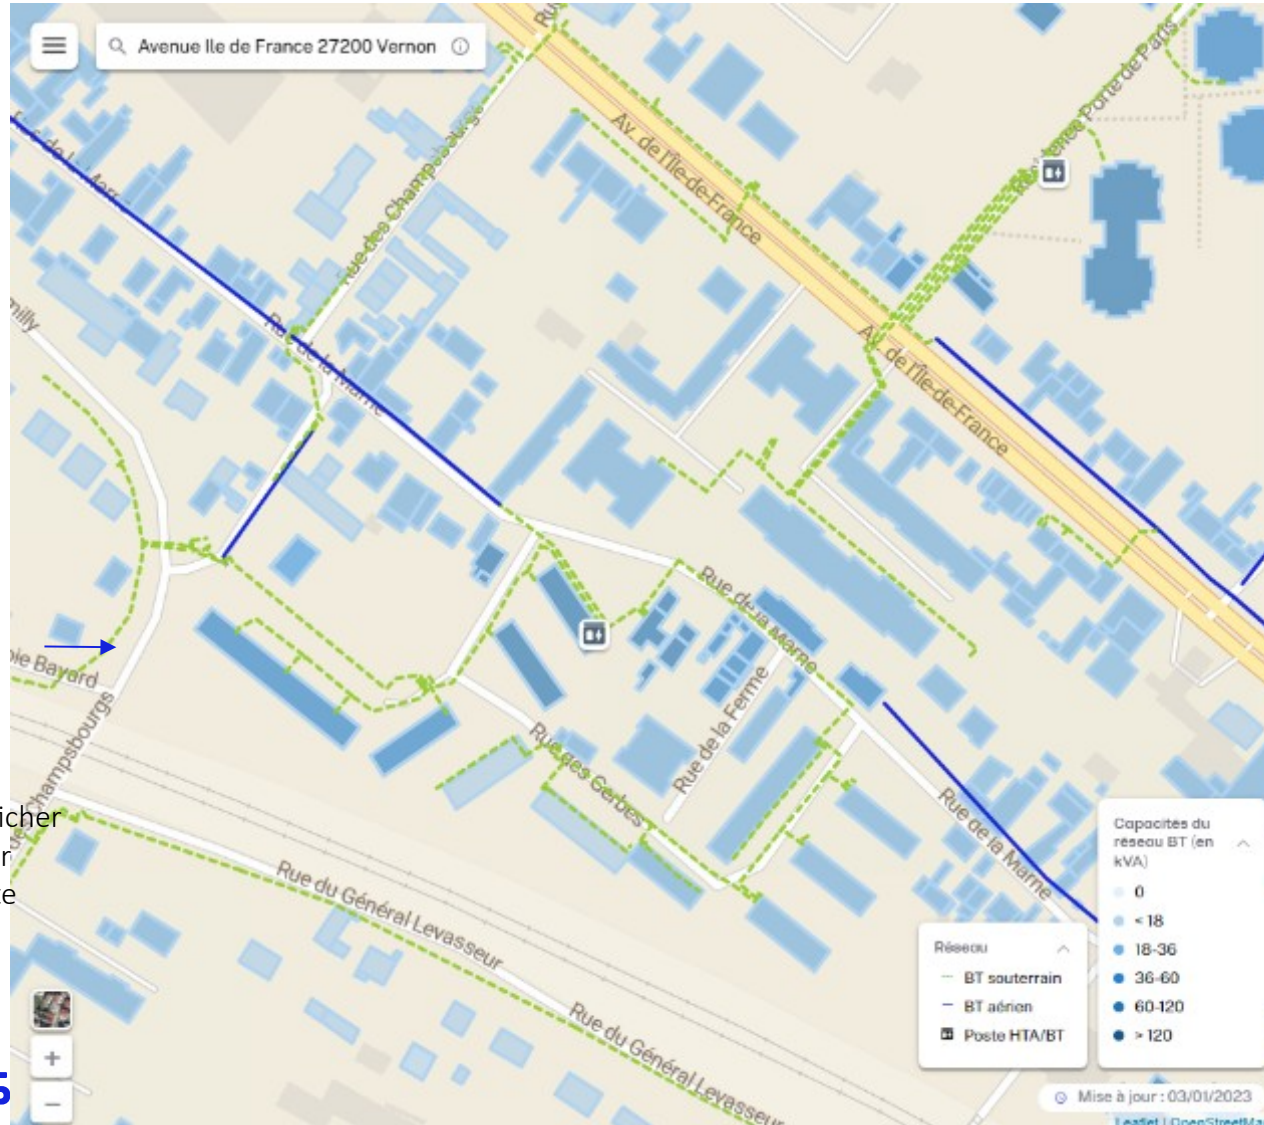 Avenue Ile de France 27200 Vernon
Av. de l'Île-de-France
Porte de Paris
Rue des Champsbourgs
Rue de la Marne
Av. de l'Île-de-France
Rue de la Marne
oie Bayard
Champsbourgs
Rue des Gerbes
Rue de la Ferme
Rue de la Marne
icher
r
te
Rue du Général Levasseur
Rue du Général Levasseur
5
Réseau
BT souterrain
BT aérien
Poste HTA/BT
Capacités du
réseau BT (en
kVA)
0
< 18
18-36
36-60
60-120
> 120
+
−
Mise à jour : 03/01/2023
Leaflet | OpenStreetMa